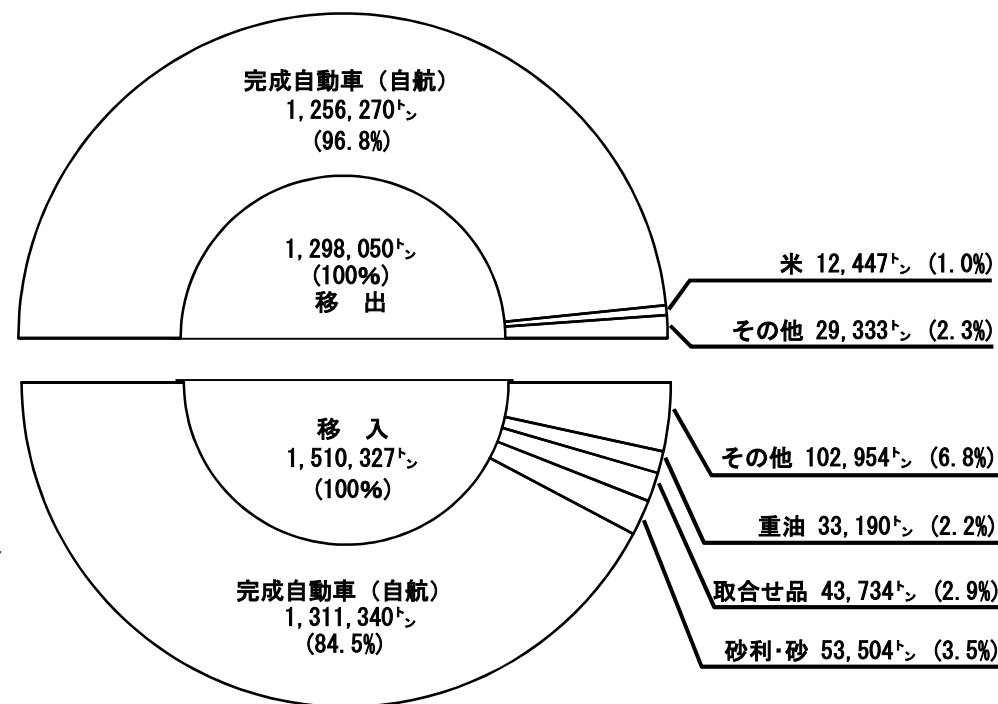 完成自動車（自航）
1,256,270㌧
(96.8%)
1,298,050㌧
(100%)
移 出
米 12,447㌧ (1.0%)
その他 29,333㌧ (2.3%)
移 入
1,510,327㌧
(100%)
その他 102,954㌧ (6.8%)
重油 33,190㌧ (2.2%)
取合せ品 43,734㌧ (2.9%)
砂利・砂 53,504㌧ (3.5%)
完成自動車（自航）
1,311,340㌧
(84.5%)